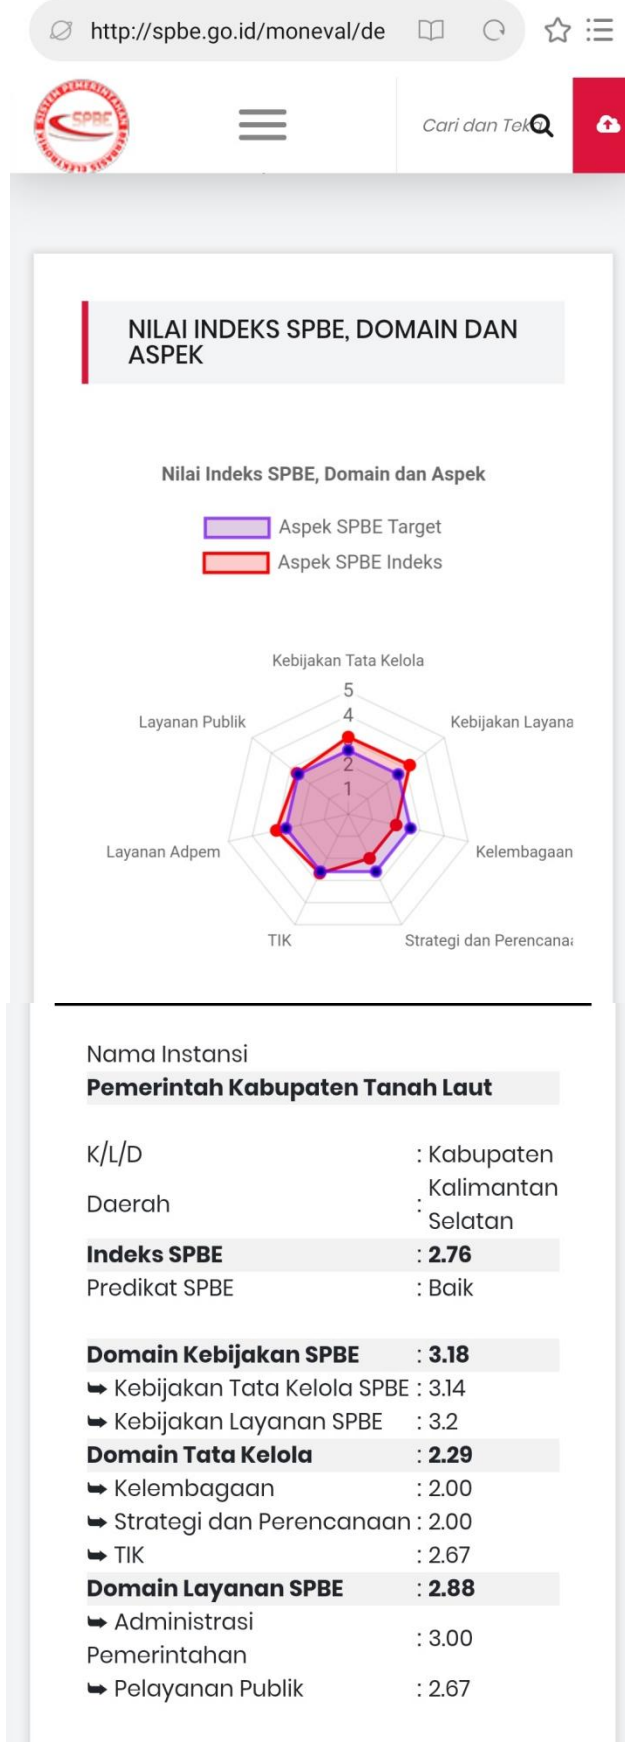 http://spbe.go.id/moneval/de
SISTEM PEMERINTAHAN BERBASIS ELEKTRONIK
SPBE
Cari dan Tek
NILAI INDEKS SPBE, DOMAIN DAN
ASPEK
Nilai Indeks SPBE, Domain dan Aspek
Aspek SPBE Target
Aspek SPBE Indeks
Kebijakan Tata Kelola
5
Layanan Publik
4
Kebijakan Layana
2
1
Layanan Adpem
Kelembagaan
TIK
Strategi dan Perencana
Nama Instansi
Pemerintah Kabupaten Tanah Laut
K/L/D : Kabupaten
Daerah : Kalimantan
Selatan
Indeks SPBE : 2.76
Predikat SPBE : Baik
Domain Kebijakan SPBE : 3.18
➥ Kebijakan Tata Kelola SPBE : 3.14
➥ Kebijakan Layanan SPBE : 3.2
Domain Tata Kelola : 2.29
➥ Kelembagaan : 2.00
➥ Strategi dan Perencanaan : 2.00
➥ TIK : 2.67
Domain Layanan SPBE : 2.88
➥ Administrasi
Pemerintahan : 3.00
➥ Pelayanan Publik : 2.67